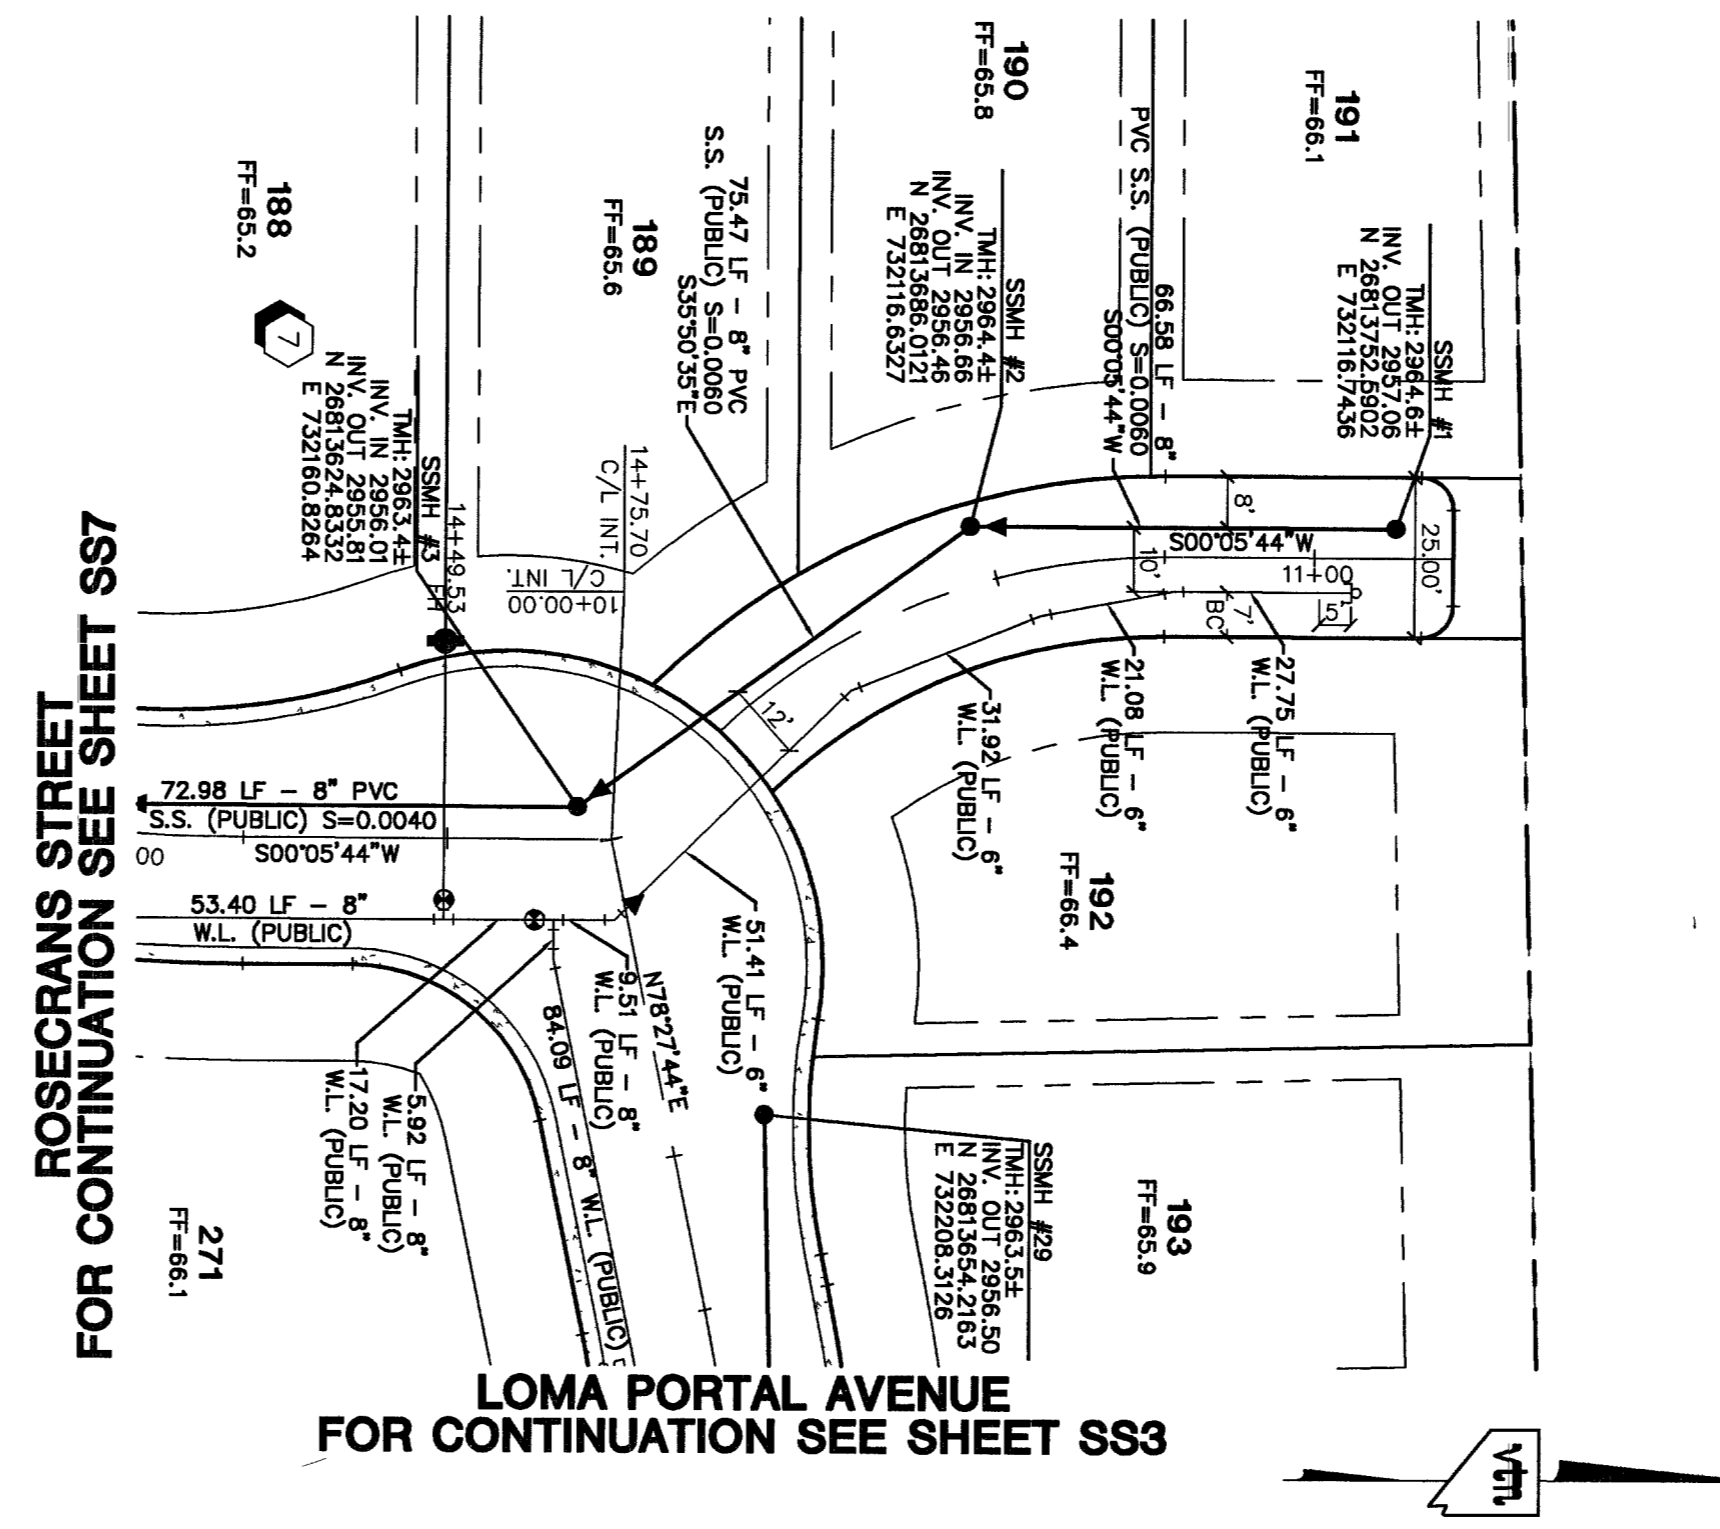 190
FF=65.8
191
FF=66.1
188
FF=65.2
189
FF=65.6
7
75.47 LF - 8" PVC
S.S. (PUBLIC) S=0.0060
S35°50'35"E
SSMH #2
TMH: 2964.4±
INV. IN 2956.66
INV. OUT 2956.46
N 26813686.0121
E 732116.6327
66.58 LF - 8"
PVC S.S. (PUBLIC) S=0.0060
S00°05'44"W
SSMH #1
TMH: 2964.6±
INV. OUT 2957.06
N 26813752.5902
E 732116.7436
SSMH #3
TMH: 2963.4±
INV. IN 2956.01
INV. OUT 2955.81
N 26813624.8332
E 732160.8264
14+49.53
FH
14+75.70
C/L INT.
10+00.00
C/L INT.
8'
S00°05'44"W
25.00'
10'
11+00
5'
7'
BC
12'
27.75 LF - 6"
W.L. (PUBLIC)
21.08 LF - 6"
W.L. (PUBLIC)
31.92 LF - 6"
W.L. (PUBLIC)
72.98 LF - 8" PVC
S.S. (PUBLIC) S=0.0040
S00°05'44"W
00
53.40 LF - 8"
W.L. (PUBLIC)
192
FF=66.4
51.41 LF - 6"
W.L. (PUBLIC)
N78°27'44"E
9.51 LF - 8"
W.L. (PUBLIC)
84.09 LF - 8" W.L. (PUBLIC)
5.92 LF - 8"
W.L. (PUBLIC)
17.20 LF - 8"
W.L. (PUBLIC)
271
FF=66.1
SSMH #29
TMH: 2963.5±
INV. OUT 2956.50
N 26813654.2163
E 732208.3126
193
FF=65.9
ROSECRANS STREET
FOR CONTINUATION SEE SHEET SS7
LOMA PORTAL AVENUE
FOR CONTINUATION SEE SHEET SS3
vtn